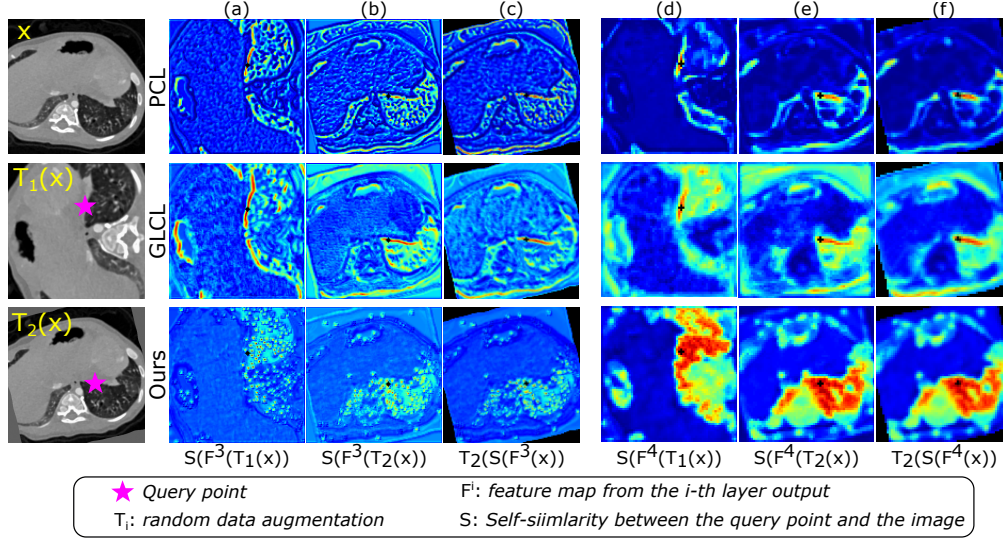 (a) (b) (c) (d) (e) (f)
x
PCL
T₁(x)
GLCL
T₂(x)
Ours
S(F³(T₁(x)) S(F³(T₂(x)) T₂(S(F³(x)) S(F⁴(T₁(x)) S(F⁴(T₂(x)) T₂(S(F⁴(x))
Query point
Fⁱ: feature map from the i-th layer output
Tᵢ: random data augmentation
S: Self-siimlarity between the query point and the image